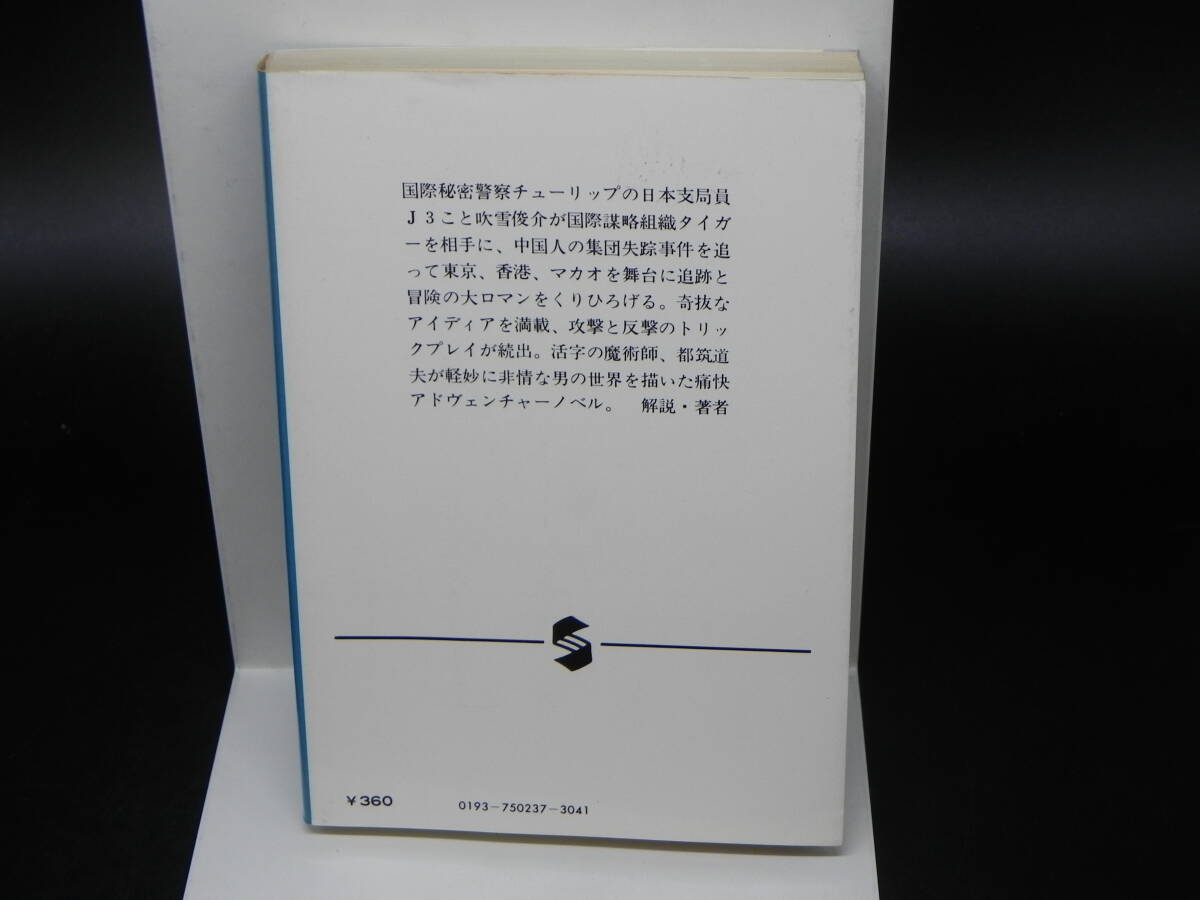 国際秘密警察チューリップの日本支局員
J3こと吹雪俊介が国際謀略組織タイガ
ーを相手に、中国人の集団失踪事件を追
って東京、香港、マカオを舞台に追跡と
冒険の大ロマンをくりひろげる。奇抜な
アイディアを満載、攻撃と反撃のトリッ
クプレイが続出。活字の魔術師、都筑道
夫が軽妙に非情な男の世界を描いた痛快
アドヴェンチャーノベル。　解説・著者
¥360　0193-750237-3041